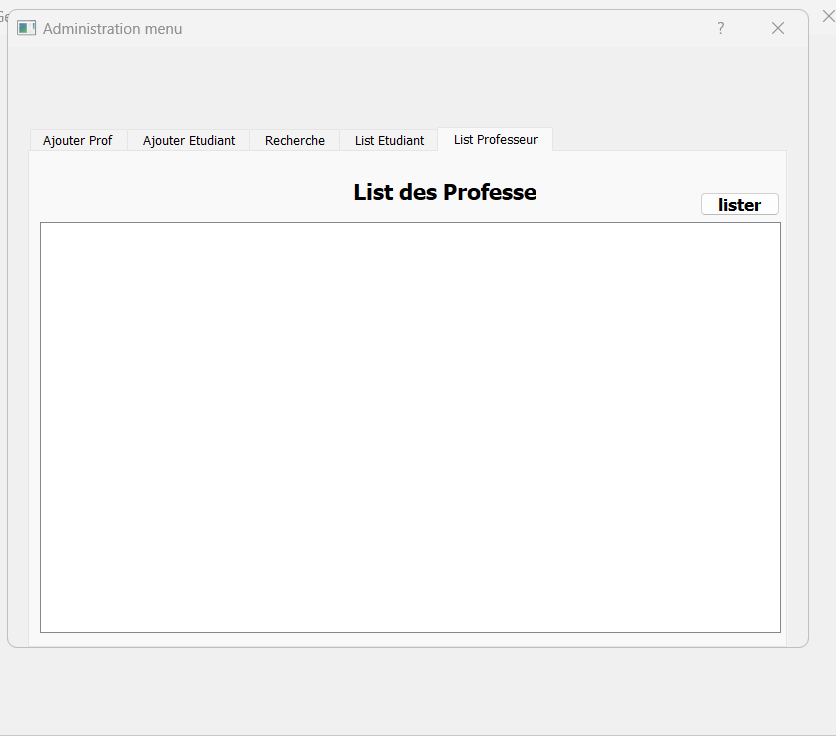 Administration menu
Ajouter Prof Ajouter Etudiant Recherche List Etudiant List Professeur
List des Professe
lister